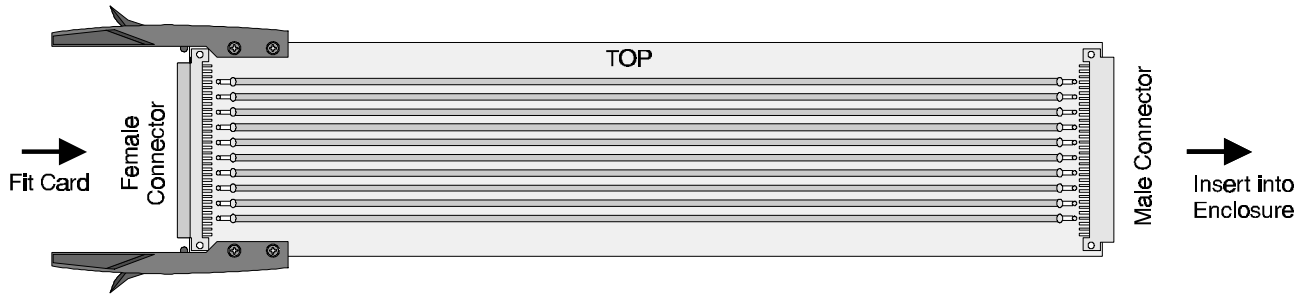 TOP
Female
Connector
Fit Card
Male Connector
Insert into
Enclosure